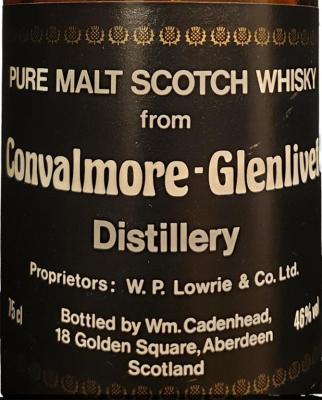 PURE MALT SCOTCH WHISKY
from
Convalmore-Glenlivet
Distillery
Proprietors: W. P. Lowrie & Co. Ltd.
75 cl
46% vol
Bottled by Wm. Cadenhead,
18 Golden Square, Aberdeen
Scotland